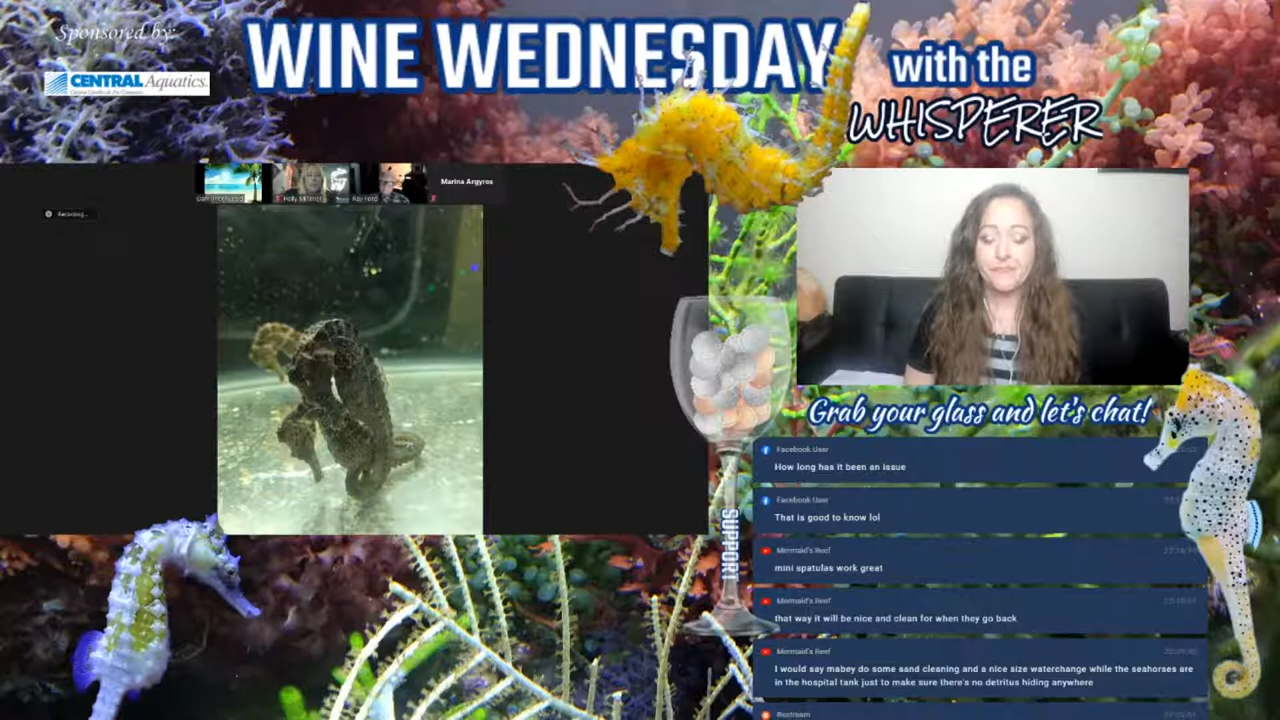 Sponsored by:
CENTRAL Aquatics
WINE WEDNESDAY
with the
WHISPERER
Marina Argyros
Recording...
Grab your glass and let's chat!
SUPPORT
Facebook User
How long has it been an issue
Facebook User
That is good to know lol
Mermaid's Reef
mini spatulas work great
Mermaid's Reef
that way it will be nice and clean for when they go back
Mermaid's Reef
I would say mabey do some sand cleaning and a nice size waterchange while the seahorses are
in the hospital tank just to make sure there's no detritus hiding anywhere
Restream